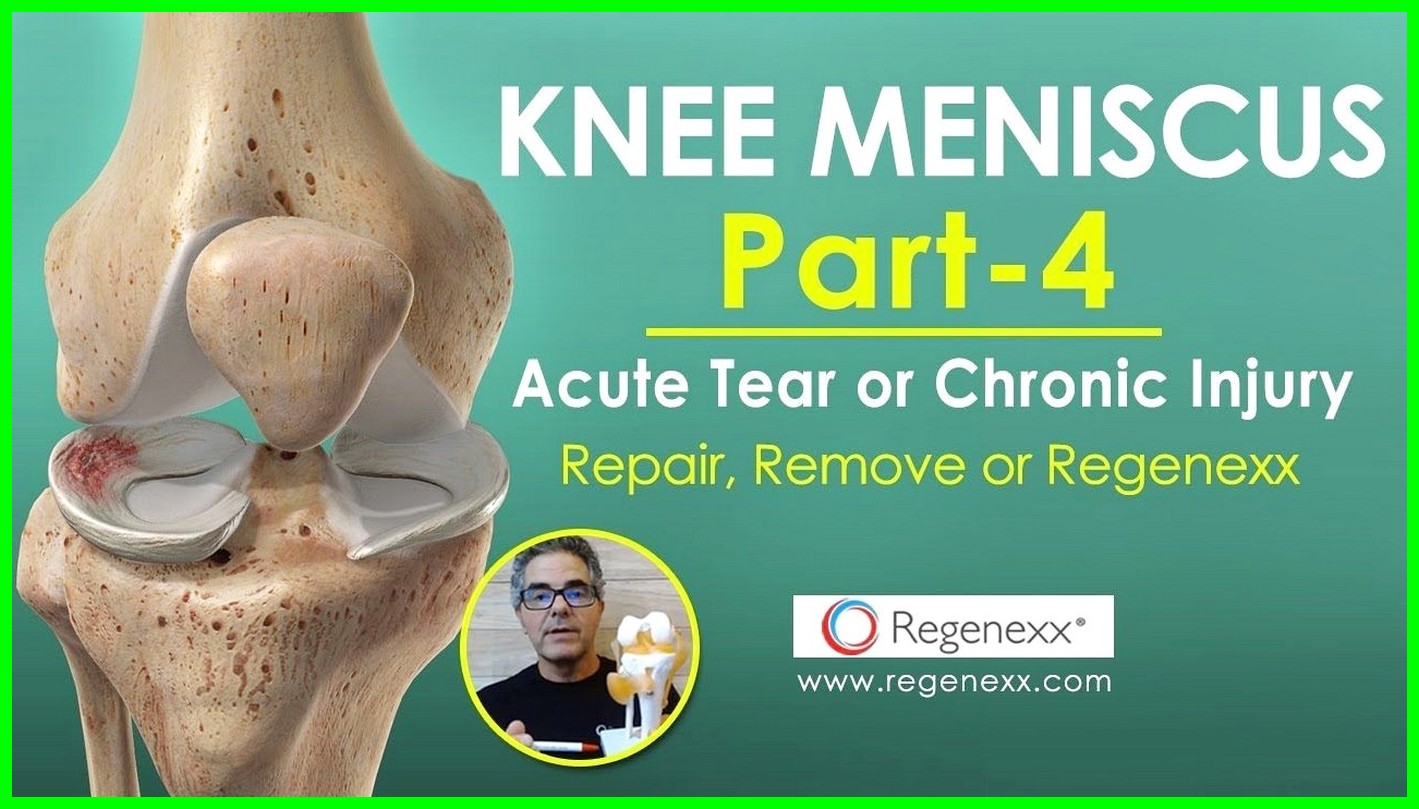 KNEE MENISCUS
Part-4
Acute Tear or Chronic Injury
Repair, Remove or Regenexx
Regenexx®
www.regenexx.com